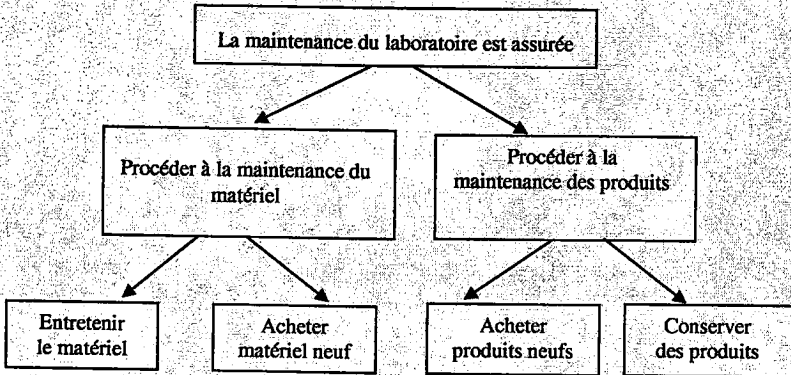 La maintenance du laboratoire est assurée
Procéder à la maintenance du
matériel
Procéder à la
maintenance des produits
Entretenir
le matériel
Acheter
matériel neuf
Acheter
produits neufs
Conserver
des produits